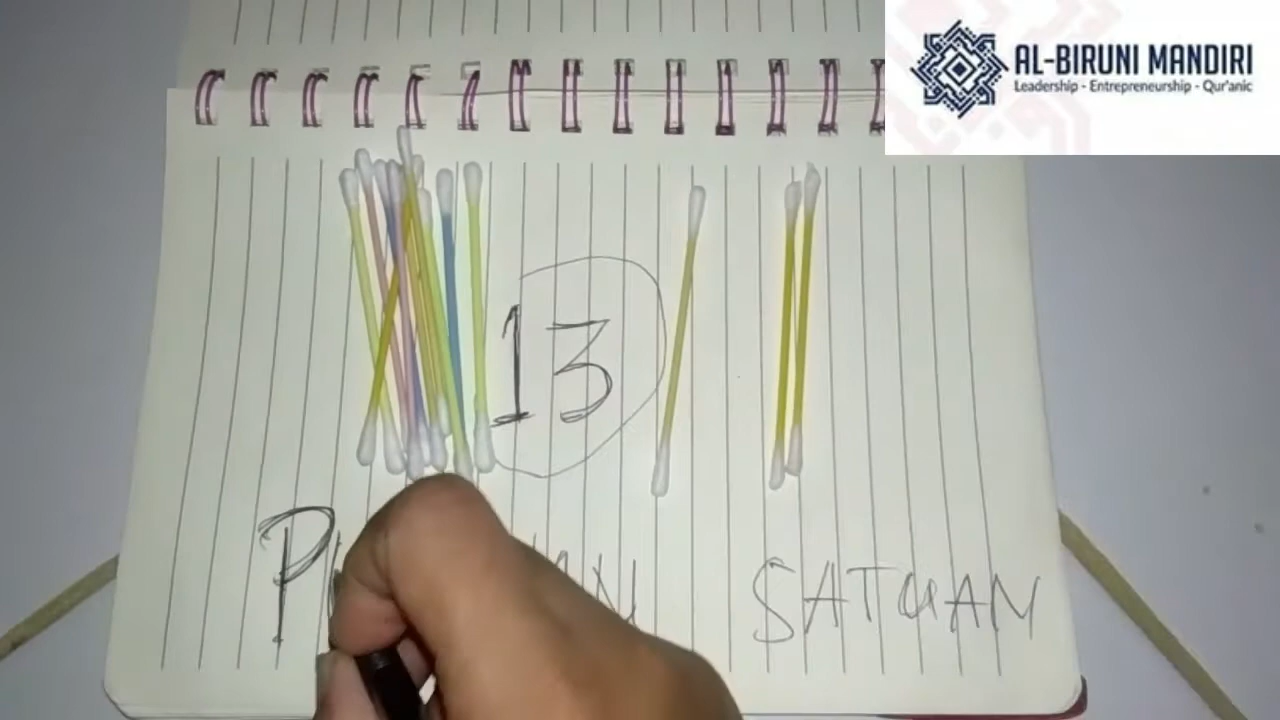 AL-BIRUNI MANDIRI
Leadership - Entrepreneurship - Qur'anic
13
SATUAN